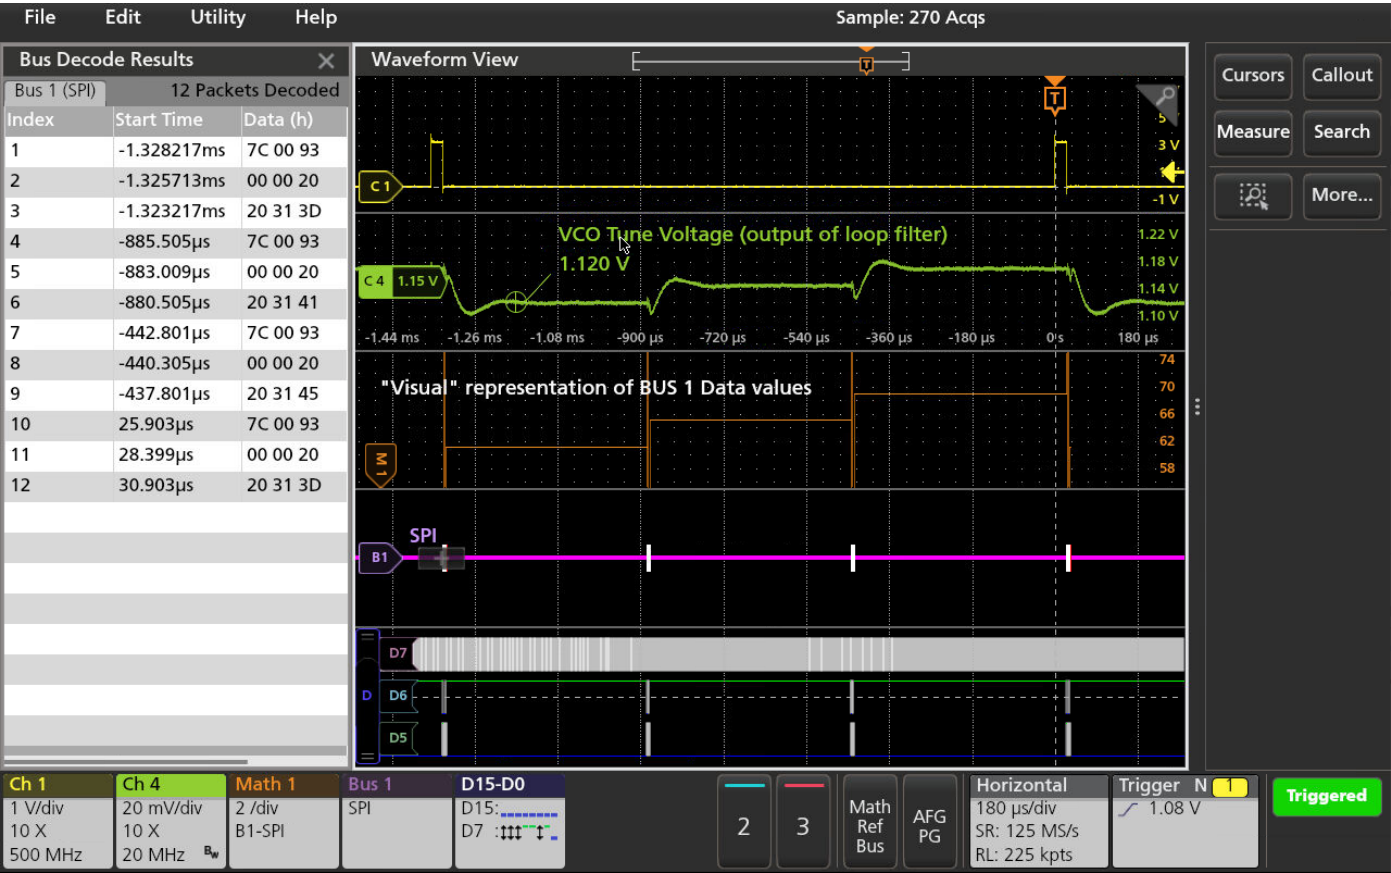 File Edit Utility Help Sample: 270 Acqs
Bus Decode Results
Bus 1 (SPI) 12 Packets Decoded
Index Start Time Data (h)
1 -1.328217ms 7C 00 93
2 -1.325713ms 00 00 20
3 -1.323217ms 20 31 3D
4 -885.505µs 7C 00 93
5 -883.009µs 00 00 20
6 -880.505µs 20 31 41
7 -442.801µs 7C 00 93
8 -440.305µs 00 00 20
9 -437.801µs 20 31 45
10 25.903µs 7C 00 93
11 28.399µs 00 00 20
12 30.903µs 20 31 3D
Waveform View
T
T
5
3 V
C 1
-1 V
VCO Tune Voltage (output of loop filter)
1.120 V
1.22 V
1.18 V
C 4 1.15 V
1.14 V
1.10 V
-1.44 ms -1.26 ms -1.08 ms -900 µs -720 µs -540 µs -360 µs -180 µs 0 s 180 µs
"Visual" representation of BUS 1 Data values
74
70
66
62
58
M 1
SPI
B1
D7
D D6
D5
Cursors Callout
Measure Search
More...
Ch 1
1 V/div
10 X
500 MHz
Ch 4
20 mV/div
10 X
20 MHz Bw
Math 1
2 /div
B1-SPI
Bus 1
SPI
D15-D0
D15:
D7 :
2
3
Math
Ref
Bus
AFG
PG
Horizontal
180 µs/div
SR: 125 MS/s
RL: 225 kpts
Trigger N 1
1.08 V
Triggered